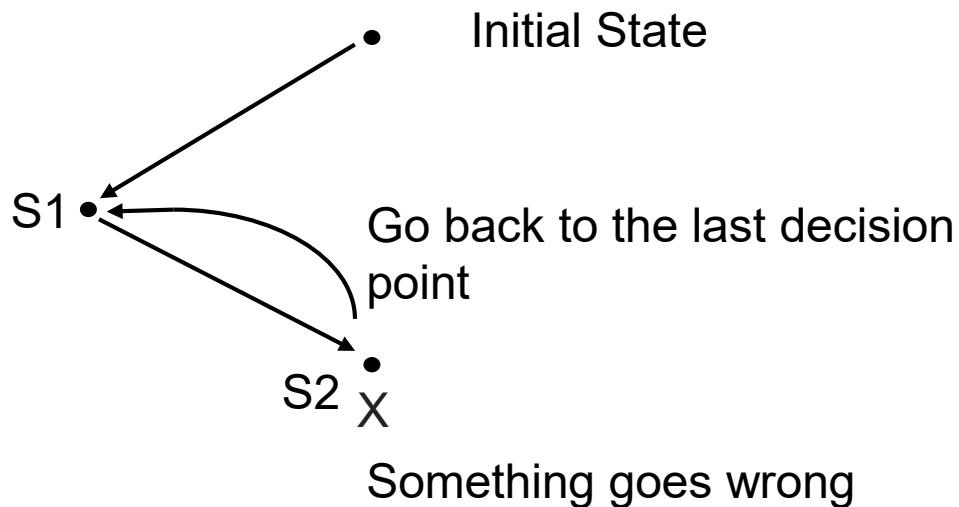 Initial State
S1
Go back to the last decision
point
S2
X
Something goes wrong